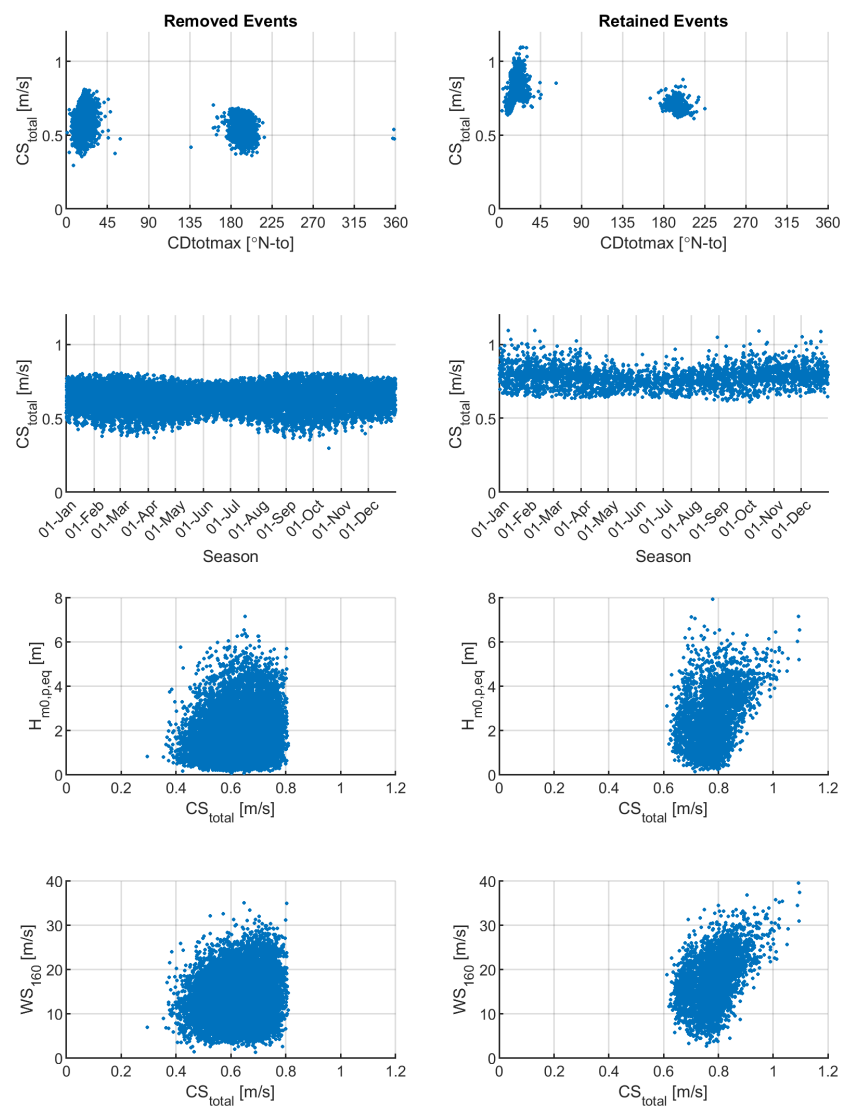 Removed Events
Retained Events
1
0.5
0
CS_total [m/s]
0 45 90 135 180 225 270 315 360
CDtotmax [°N-to]
1
0.5
0
CS_total [m/s]
0 45 90 135 180 225 270 315 360
CDtotmax [°N-to]
1
0.5
0
CS_total [m/s]
01-Jan 01-Feb 01-Mar 01-Apr 01-May 01-Jun 01-Jul 01-Aug 01-Sep 01-Oct 01-Nov 01-Dec
Season
1
0.5
0
CS_total [m/s]
01-Jan 01-Feb 01-Mar 01-Apr 01-May 01-Jun 01-Jul 01-Aug 01-Sep 01-Oct 01-Nov 01-Dec
Season
8
6
4
2
0
H_m0,p,eq [m]
0 0.2 0.4 0.6 0.8 1 1.2
CS_total [m/s]
8
6
4
2
0
H_m0,p,eq [m]
0 0.2 0.4 0.6 0.8 1 1.2
CS_total [m/s]
40
30
20
10
0
WS_160 [m/s]
0 0.2 0.4 0.6 0.8 1 1.2
CS_total [m/s]
40
30
20
10
0
WS_160 [m/s]
0 0.2 0.4 0.6 0.8 1 1.2
CS_total [m/s]